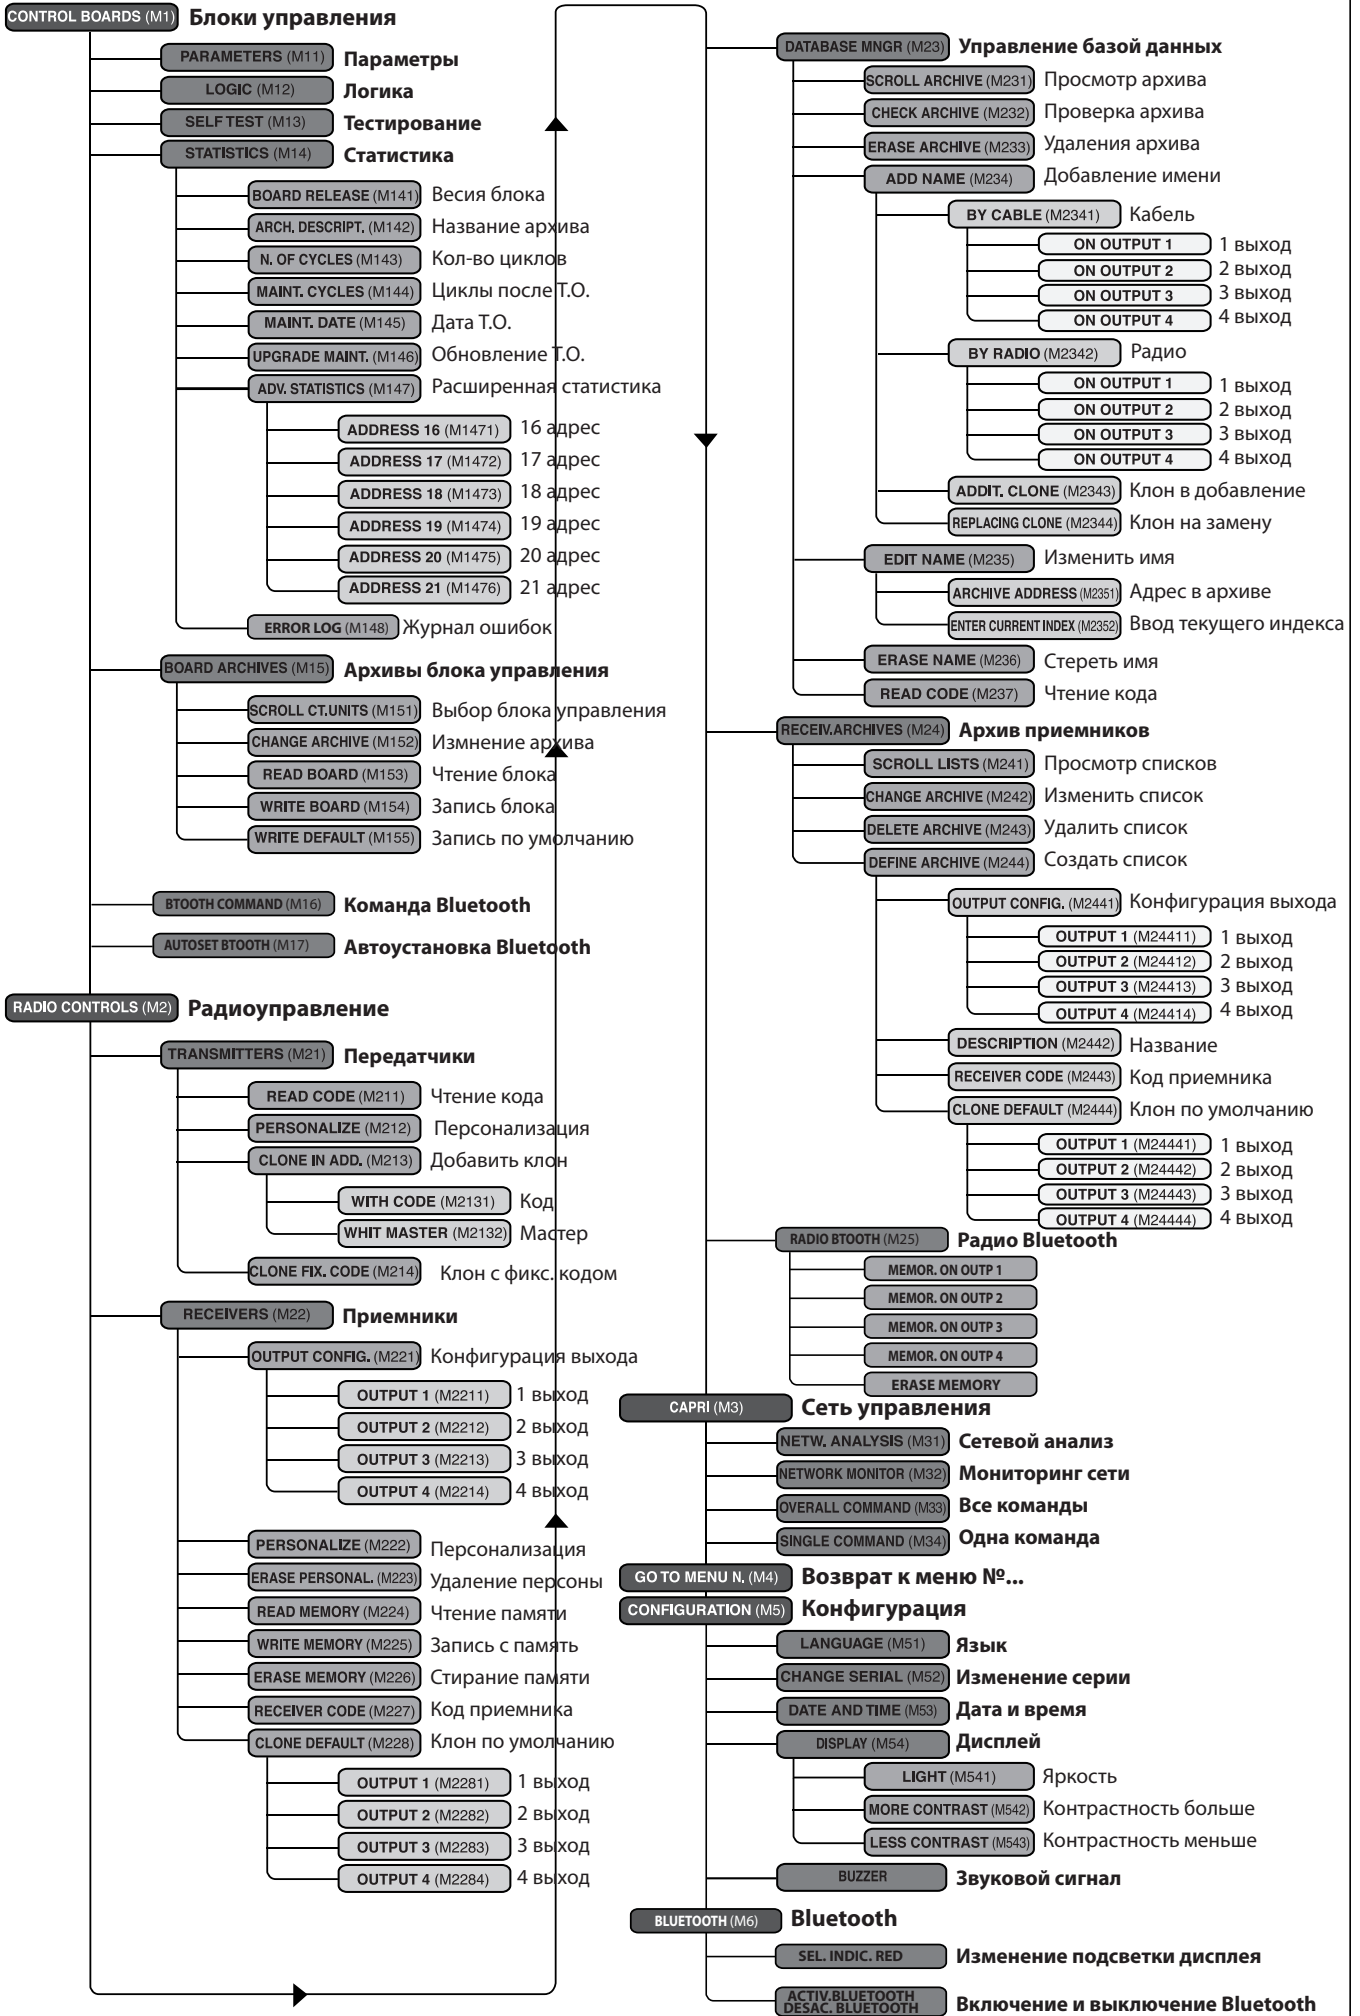 CONTROL BOARDS (M1) Блоки управления
PARAMETERS (M11) Параметры
LOGIC (M12) Логика
SELF TEST (M13) Тестирование
STATISTICS (M14) Статистика
BOARD RELEASE (M141) Весия блока
ARCH. DESCRIPT. (M142) Название архива
N. OF CYCLES (M143) Кол-во циклов
MAINT. CYCLES (M144) Циклы после Т.О.
MAINT. DATE (M145) Дата Т.О.
UPGRADE MAINT. (M146) Обновление Т.О.
ADV. STATISTICS (M147) Расширенная статистика
ADDRESS 16 (M1471) 16 адрес
ADDRESS 17 (M1472) 17 адрес
ADDRESS 18 (M1473) 18 адрес
ADDRESS 19 (M1474) 19 адрес
ADDRESS 20 (M1475) 20 адрес
ADDRESS 21 (M1476) 21 адрес
ERROR LOG (M148) Журнал ошибок
BOARD ARCHIVES (M15) Архивы блока управления
SCROLL CT.UNITS (M151) Выбор блока управления
CHANGE ARCHIVE (M152) Измнение архива
READ BOARD (M153) Чтение блока
WRITE BOARD (M154) Запись блока
WRITE DEFAULT (M155) Запись по умолчанию
BTOOTH COMMAND (M16) Команда Bluetooth
AUTOSET BTOOTH (M17) Автоустановка Bluetooth
RADIO CONTROLS (M2) Радиоуправление
TRANSMITTERS (M21) Передатчики
READ CODE (M211) Чтение кода
PERSONALIZE (M212) Персонализация
CLONE IN ADD. (M213) Добавить клон
WITH CODE (M2131) Код
WHIT MASTER (M2132) Мастер
CLONE FIX. CODE (M214) Клон с фикс. кодом
RECEIVERS (M22) Приемники
OUTPUT CONFIG. (M221) Конфигурация выхода
OUTPUT 1 (M2211) 1 выход
OUTPUT 2 (M2212) 2 выход
OUTPUT 3 (M2213) 3 выход
OUTPUT 4 (M2214) 4 выход
PERSONALIZE (M222) Персонализация
ERASE PERSONAL. (M223) Удаление персоны
READ MEMORY (M224) Чтение памяти
WRITE MEMORY (M225) Запись с память
ERASE MEMORY (M226) Стирание памяти
RECEIVER CODE (M227) Код приемника
CLONE DEFAULT (M228) Клон по умолчанию
OUTPUT 1 (M2281) 1 выход
OUTPUT 2 (M2282) 2 выход
OUTPUT 3 (M2283) 3 выход
OUTPUT 4 (M2284) 4 выход
DATABASE MNGR (M23) Управление базой данных
SCROLL ARCHIVE (M231) Просмотр архива
CHECK ARCHIVE (M232) Проверка архива
ERASE ARCHIVE (M233) Удаления архива
ADD NAME (M234) Добавление имени
BY CABLE (M2341) Кабель
ON OUTPUT 1 1 выход
ON OUTPUT 2 2 выход
ON OUTPUT 3 3 выход
ON OUTPUT 4 4 выход
BY RADIO (M2342) Радио
ON OUTPUT 1 1 выход
ON OUTPUT 2 2 выход
ON OUTPUT 3 3 выход
ON OUTPUT 4 4 выход
ADDIT. CLONE (M2343) Клон в добавление
REPLACING CLONE (M2344) Клон на замену
EDIT NAME (M235) Изменить имя
ARCHIVE ADDRESS (M2351) Адрес в архиве
ENTER CURRENT INDEX (M2352) Ввод текущего индекса
ERASE NAME (M236) Стереть имя
READ CODE (M237) Чтение кода
RECEIV.ARCHIVES (M24) Архив приемников
SCROLL LISTS (M241) Просмотр списков
CHANGE ARCHIVE (M242) Изменить список
DELETE ARCHIVE (M243) Удалить список
DEFINE ARCHIVE (M244) Создать список
OUTPUT CONFIG. (M2441) Конфигурация выхода
OUTPUT 1 (M24411) 1 выход
OUTPUT 2 (M24412) 2 выход
OUTPUT 3 (M24413) 3 выход
OUTPUT 4 (M24414) 4 выход
DESCRIPTION (M2442) Название
RECEIVER CODE (M2443) Код приемника
CLONE DEFAULT (M2444) Клон по умолчанию
OUTPUT 1 (M24441) 1 выход
OUTPUT 2 (M24442) 2 выход
OUTPUT 3 (M24443) 3 выход
OUTPUT 4 (M24444) 4 выход
RADIO BTOOTH (M25) Радио Bluetooth
MEMOR. ON OUTP 1
MEMOR. ON OUTP 2
MEMOR. ON OUTP 3
MEMOR. ON OUTP 4
ERASE MEMORY
CAPRI (M3) Сеть управления
NETW. ANALYSIS (M31) Сетевой анализ
NETWORK MONITOR (M32) Мониторинг сети
OVERALL COMMAND (M33) Все команды
SINGLE COMMAND (M34) Одна команда
GO TO MENU N. (M4) Возврат к меню №...
CONFIGURATION (M5) Конфигурация
LANGUAGE (M51) Язык
CHANGE SERIAL (M52) Изменение серии
DATE AND TIME (M53) Дата и время
DISPLAY (M54) Дисплей
LIGHT (M541) Яркость
MORE CONTRAST (M542) Контрастность больше
LESS CONTRAST (M543) Контрастность меньше
BUZZER Звуковой сигнал
BLUETOOTH (M6) Bluetooth
SEL. INDIC. RED Изменение подсветки дисплея
ACTIV.BLUETOOTH
DESAC. BLUETOOTH Включение и выключение Bluetooth